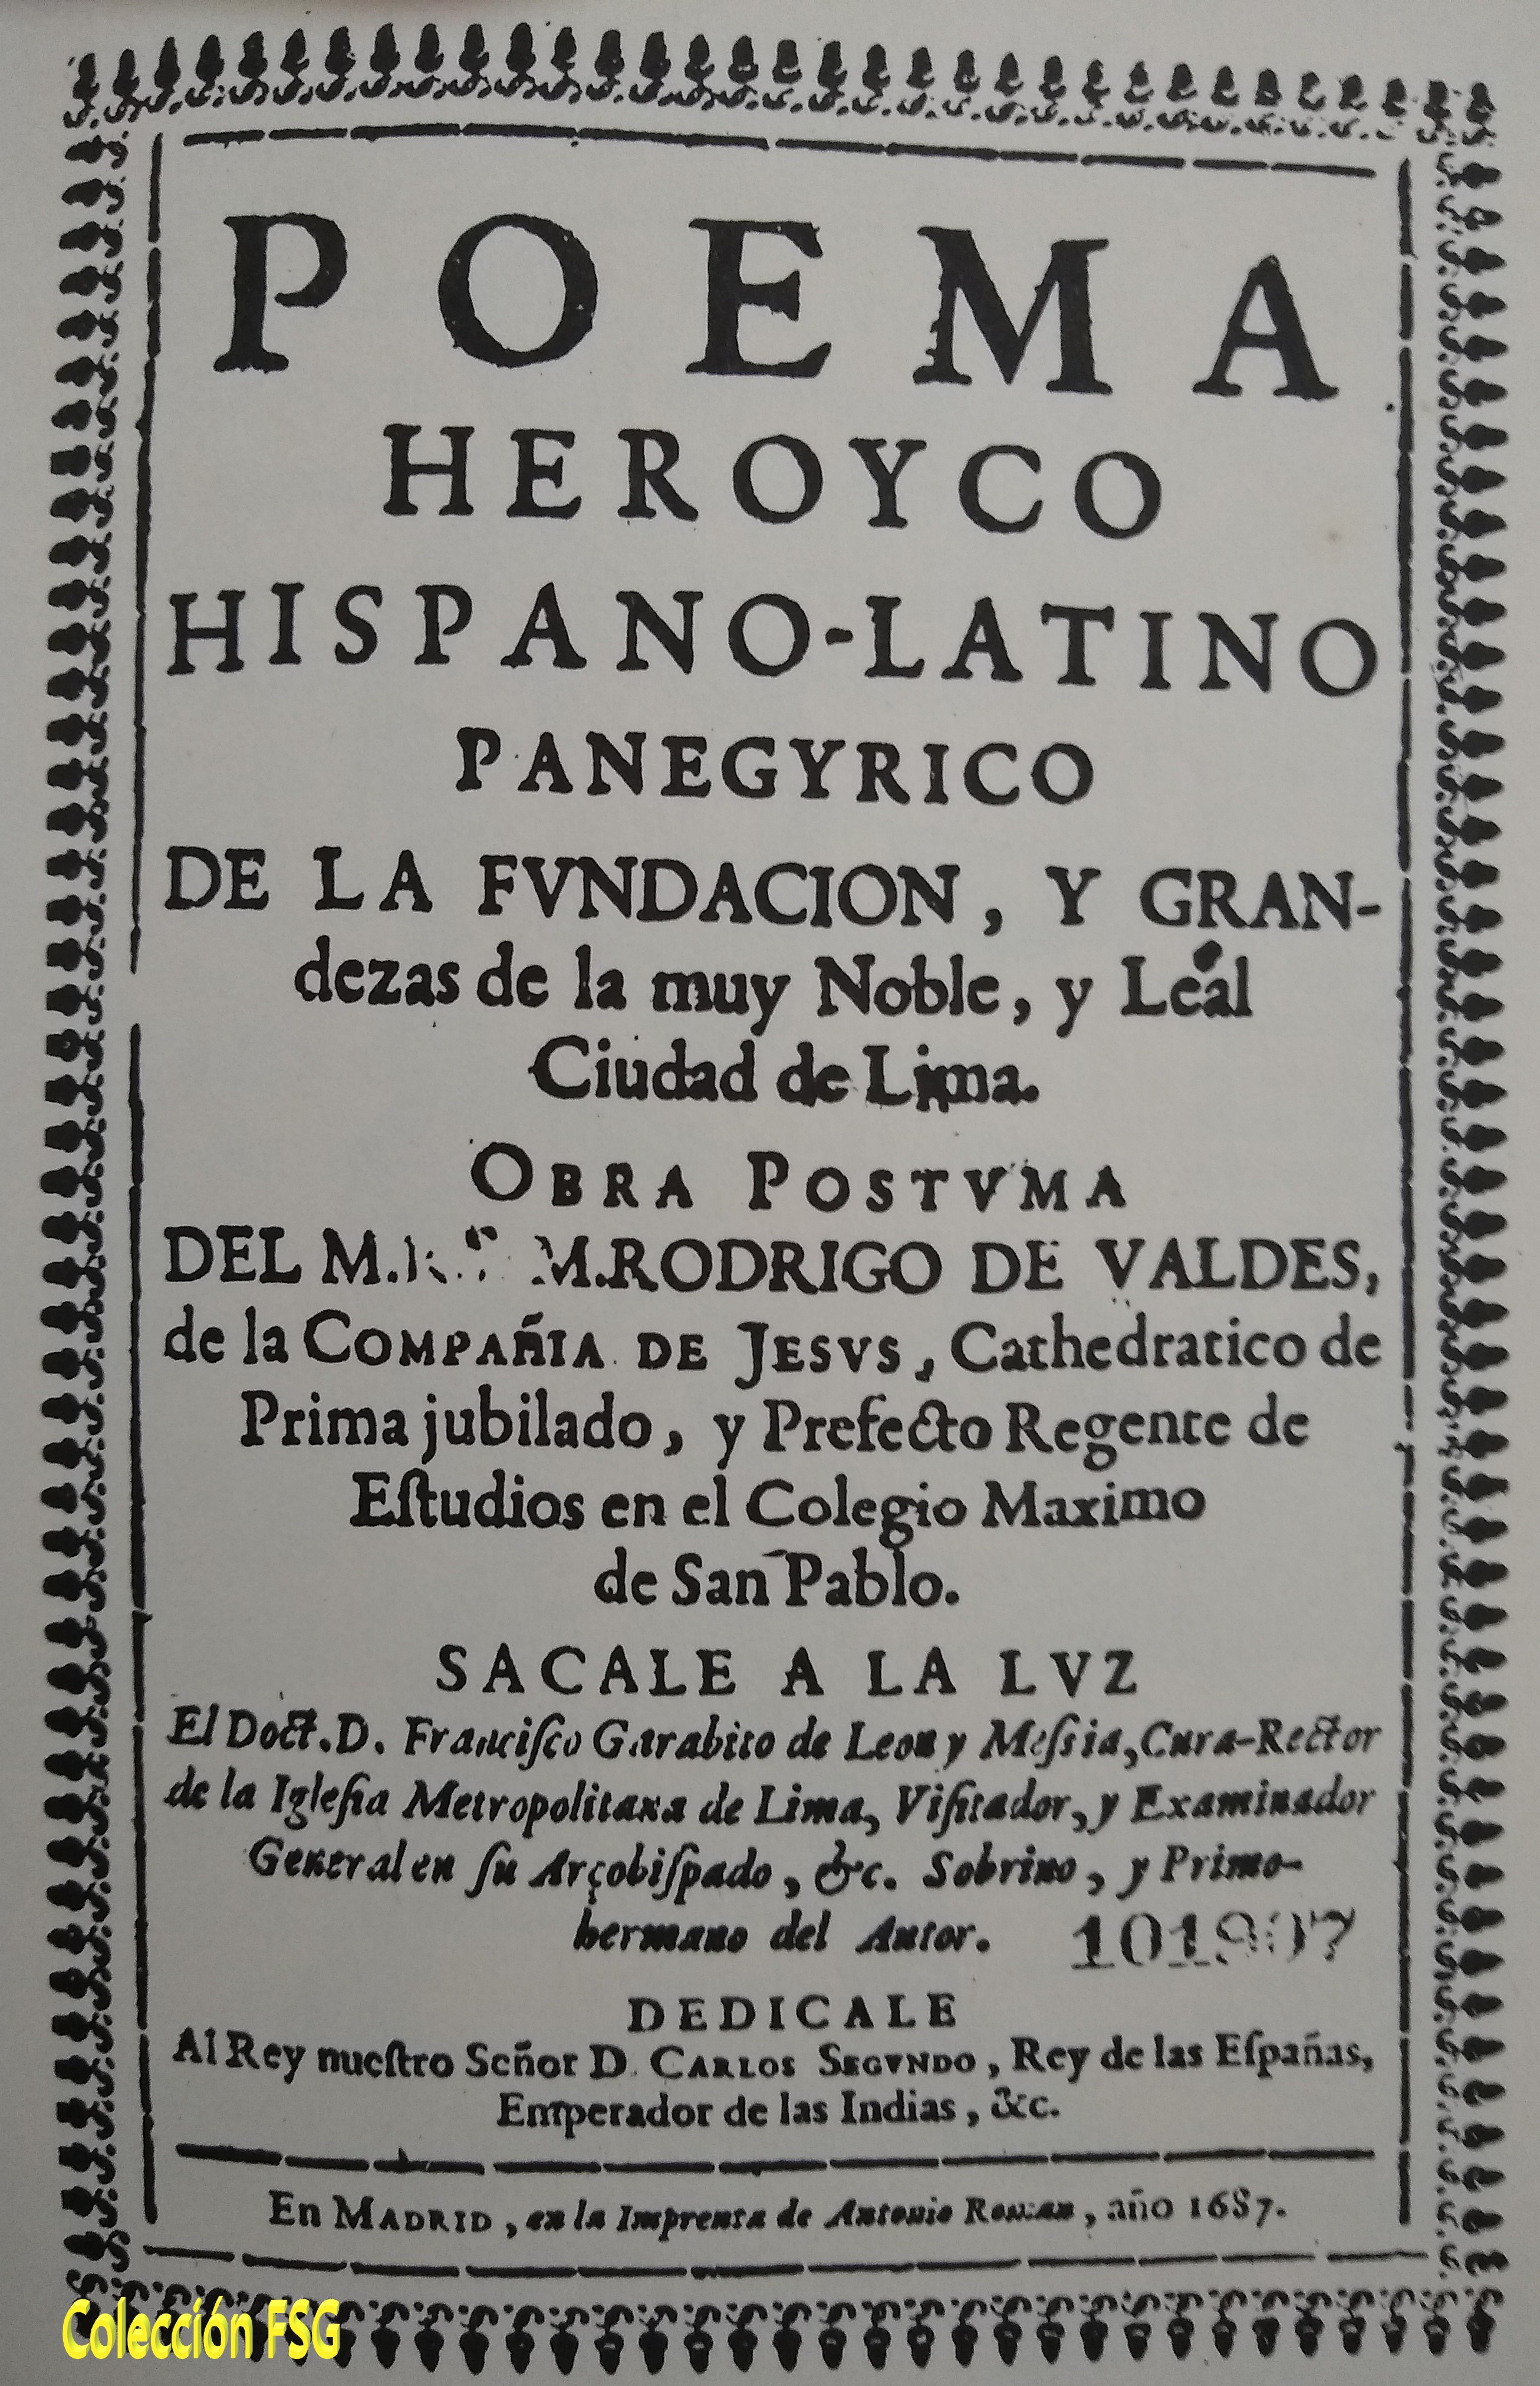 POEMA
HEROYCO
HISPANO-LATINO
PANEGYRICO
DE LA FVNDACION, Y GRAN-
dezas de la muy Noble, y Leal
Ciudad de Lima.
OBRA POSTVMA
DEL M. M.RODRIGO DE VALDES,
de la COMPAÑIA DE JESVS, Cathedratico de
Prima jubilado, y Prefecto Regente de
Eſtudios en el Colegio Maximo
de San Pablo.
SACALE A LA LVZ
El Doct.D. Franciſco Garabito de Leon y Meſsia, Cura-Rector
de la Igleſia Metropolitana de Lima, Viſitador, y Examinador
General en ſu Arçobiſpado, &c. Sobrino, y Primo-
hermano del Autor.
DEDICALE
Al Rey nueſtro Señor D. CARLOS SEGVNDO, Rey de las Eſpañas,
Emperador de las Indias, &c.
En MADRID, en la Imprenta de Antonio Roman, año 1687.
Colección FSG